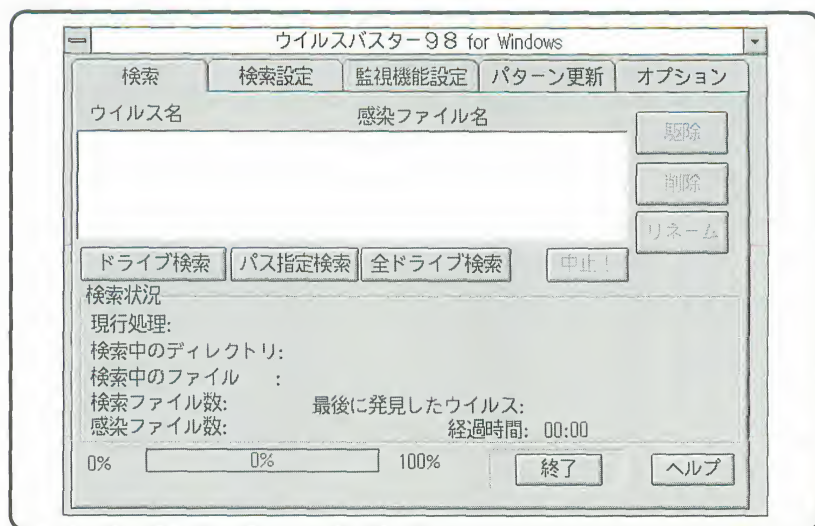 ウイルスバスター98 for Windows
検索 検索設定 監視機能設定 パターン更新 オプション
ウイルス名 感染ファイル名
駆除
削除
リネーム
ドライブ検索 パス指定検索 全ドライブ検索 中止!
検索状況
現行処理:
検索中のディレクトリ:
検索中のファイル :
検索ファイル数: 最後に発見したウイルス:
感染ファイル数: 経過時間: 00:00
0% 0% 100% 終了 ヘルプ